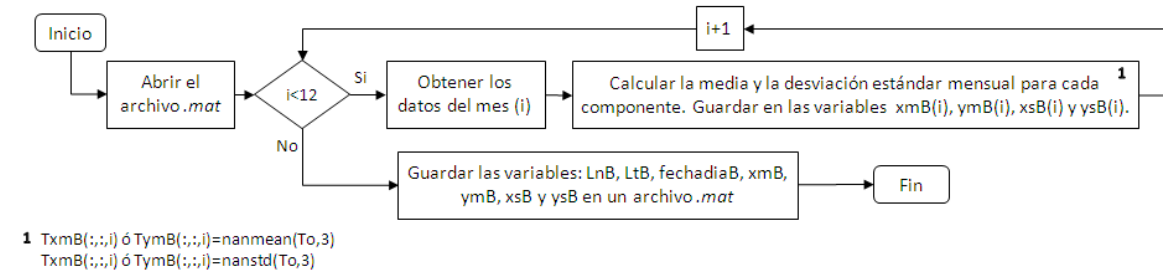 Inicio
i+1
Abrir el
archivo .mat
i<12
Si
Obtener los
datos del mes (i)
Calcular la media y la desviación estándar mensual para cada 1
componente. Guardar en las variables xmB(i), ymB(i), xsB(i) y ysB(i).
No
Guardar las variables: LnB, LtB, fechadiaB, xmB,
ymB, xsB y ysB en un archivo .mat
Fin
1 TxmB(:,:,i) ó TymB(:,:,i)=nanmean(To,3)
TxmB(:,:,i) ó TymB(:,:,i)=nanstd(To,3)